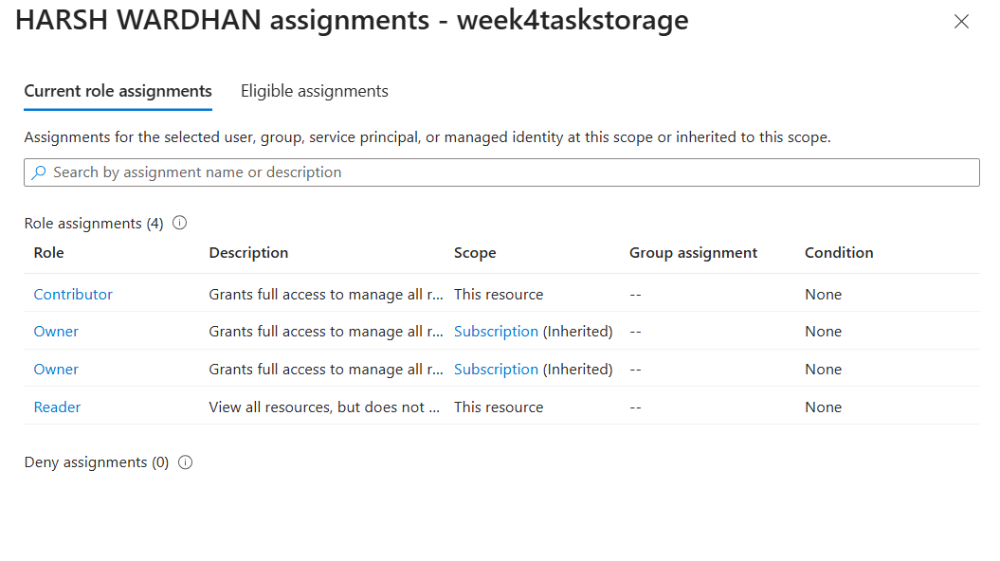 HARSH WARDHAN assignments - week4taskstorage
Current role assignments Eligible assignments
Assignments for the selected user, group, service principal, or managed identity at this scope or inherited to this scope.
Search by assignment name or description
Role assignments (4)
Role Description Scope Group assignment Condition
Contributor Grants full access to manage all r... This resource -- None
Owner Grants full access to manage all r... Subscription (Inherited) -- None
Owner Grants full access to manage all r... Subscription (Inherited) -- None
Reader View all resources, but does not ... This resource -- None
Deny assignments (0)